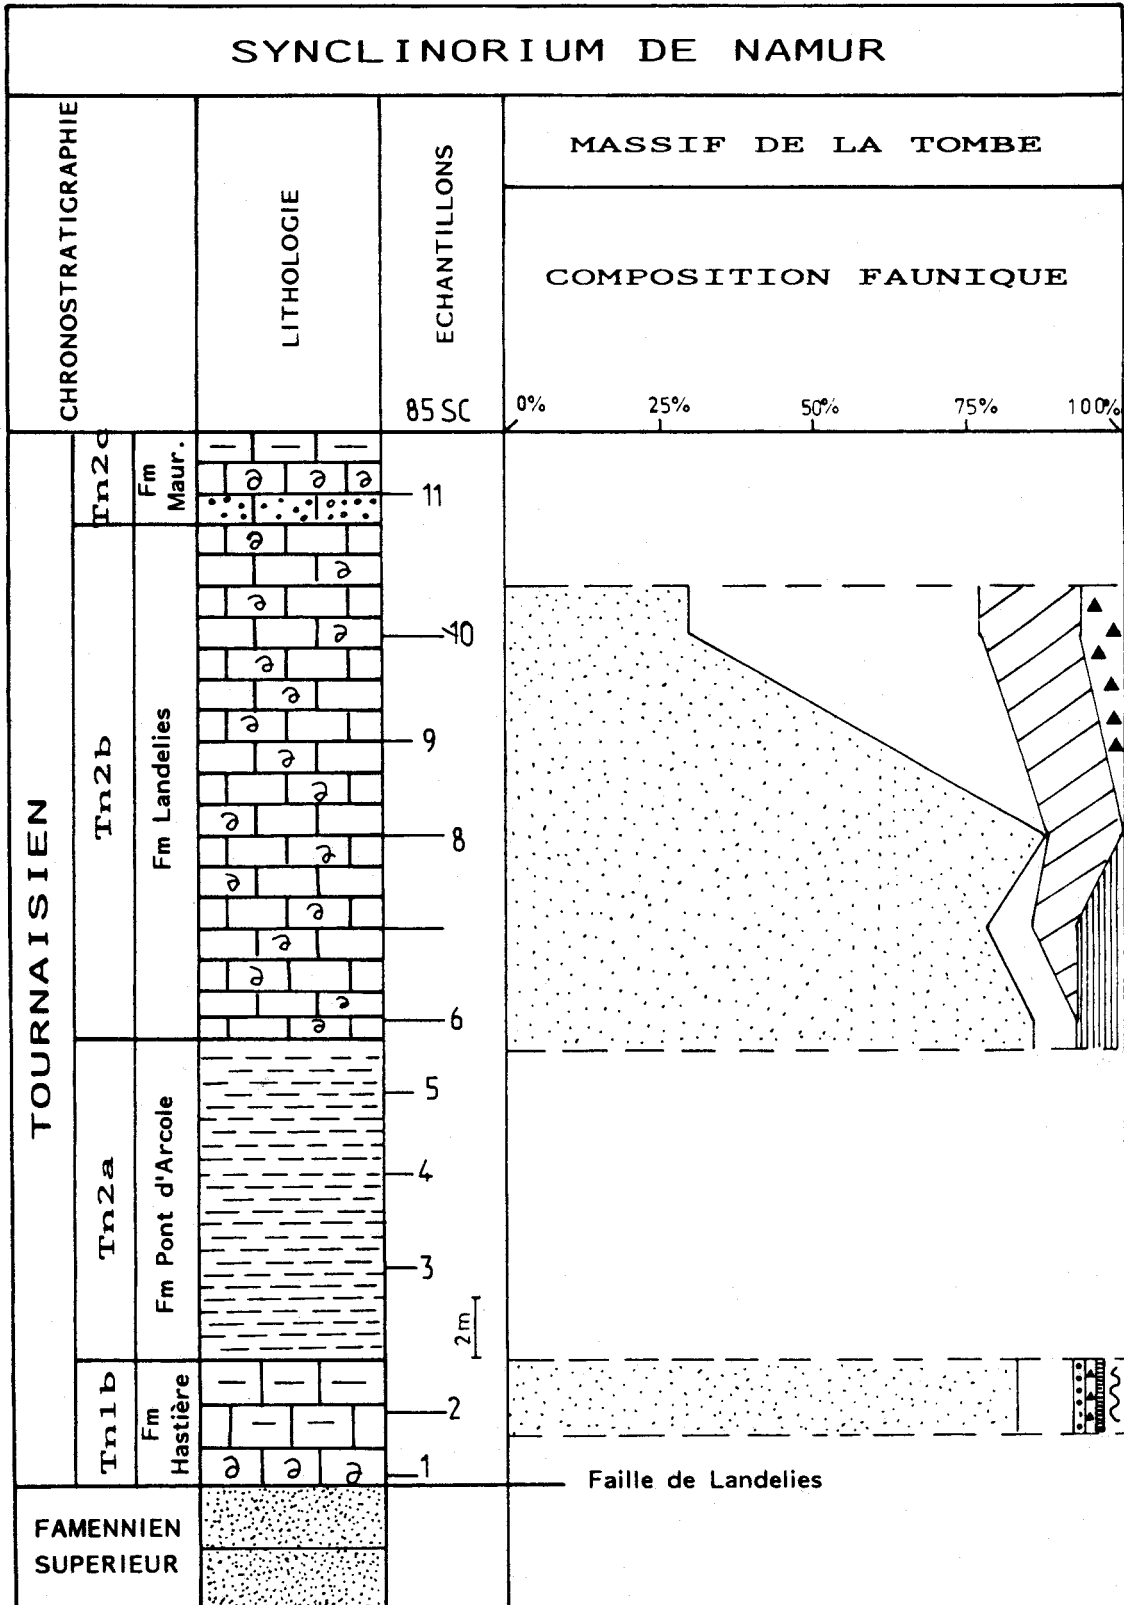 SYNCLINORIUM DE NAMUR
CHRONOSTRATIGRAPHIE
LITHOLOGIE
ECHANTILLONS
85 SC
MASSIF DE LA TOMBE
COMPOSITION FAUNIQUE
0% 25% 50% 75% 100%
TOURNAISIEN
Tn2c
Fm Maur.
11
Tn2b
Fm Landelies
10
9
8
6
Tn2a
Fm Pont d'Arcole
5
4
3
2m
Tn1b
Fm Hastière
2
1
Faille de Landelies
FAMENNIEN
SUPERIEUR